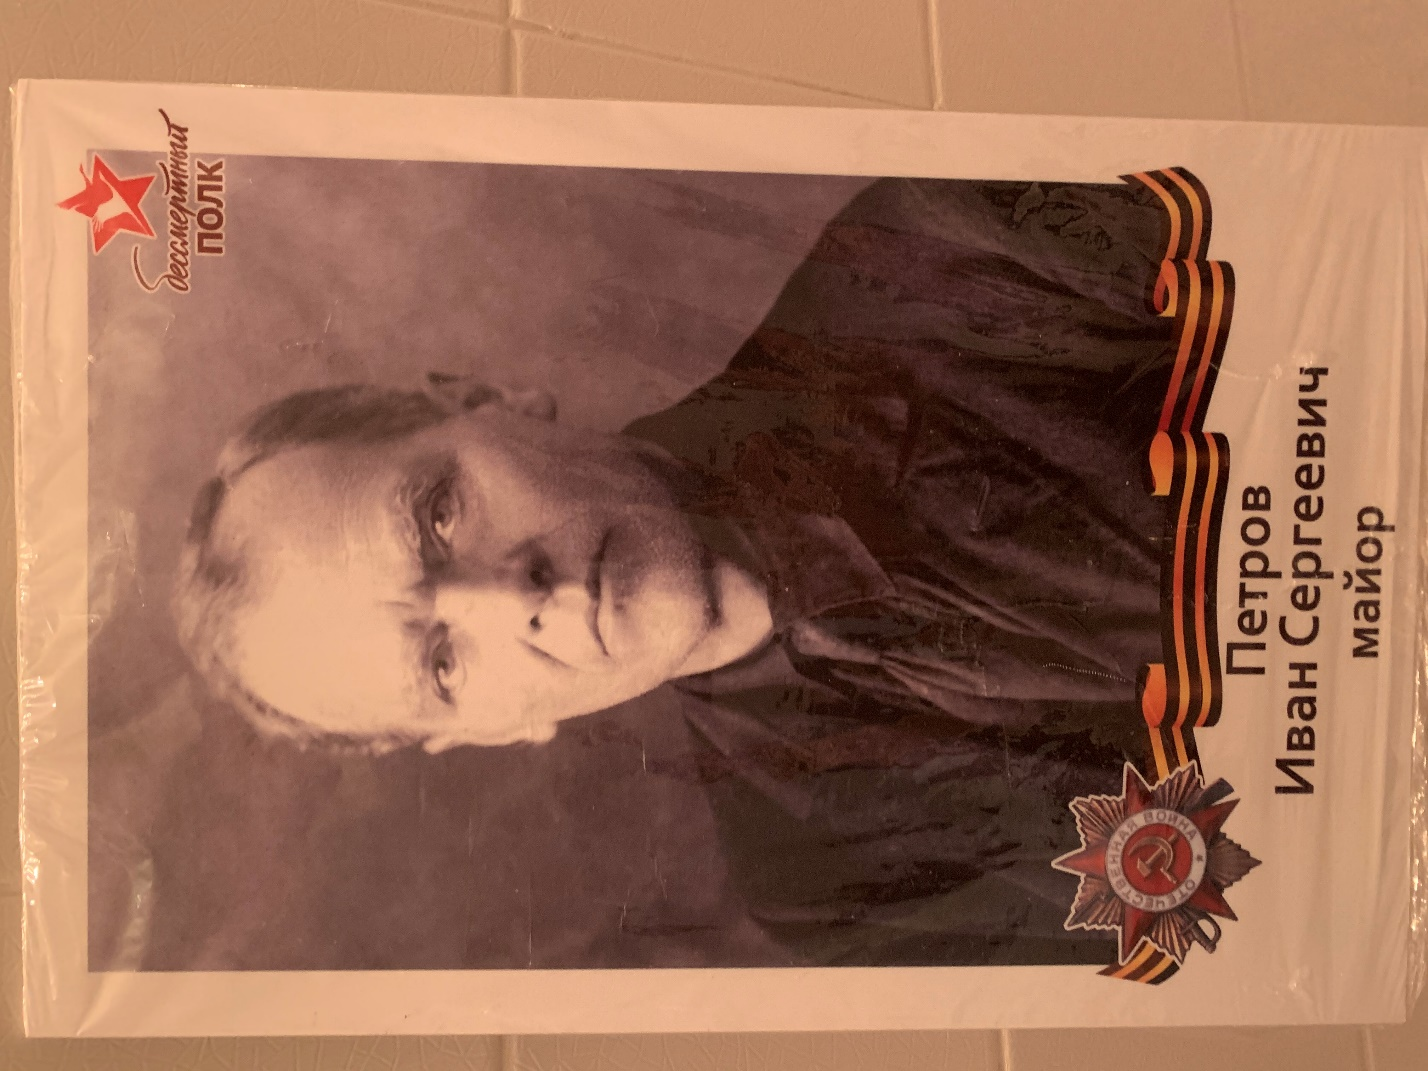 бессмертный
ПОЛК
ОТЕЧЕСТВЕННАЯ ВОЙНА
Петров
Иван Сергеевич
майор